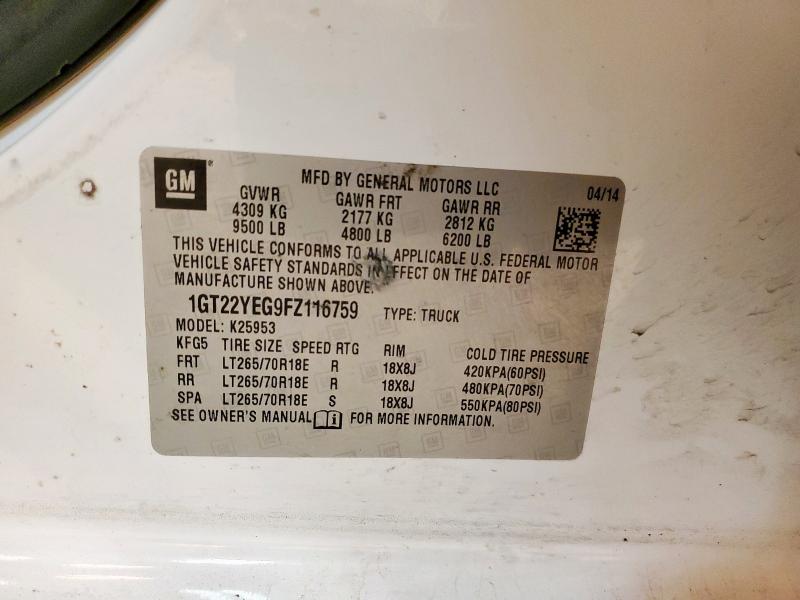 GM
MFD BY GENERAL MOTORS LLC
04/14
GVWR GAWR FRT GAWR RR
4309 KG 2177 KG 2812 KG
9500 LB 4800 LB 6200 LB
THIS VEHICLE CONFORMS TO ALL APPLICABLE U.S. FEDERAL MOTOR
VEHICLE SAFETY STANDARDS IN EFFECT ON THE DATE OF
MANUFACTURE SHOWN ABOVE.
1GT22YEG9FZ116759 TYPE: TRUCK
MODEL: K25953
KFG5 TIRE SIZE SPEED RTG RIM COLD TIRE PRESSURE
FRT LT265/70R18E R 18X8J 420KPA(60PSI)
RR LT265/70R18E R 18X8J 480KPA(70PSI)
SPA LT265/70R18E S 18X8J 550KPA(80PSI)
SEE OWNER'S MANUAL i FOR MORE INFORMATION.